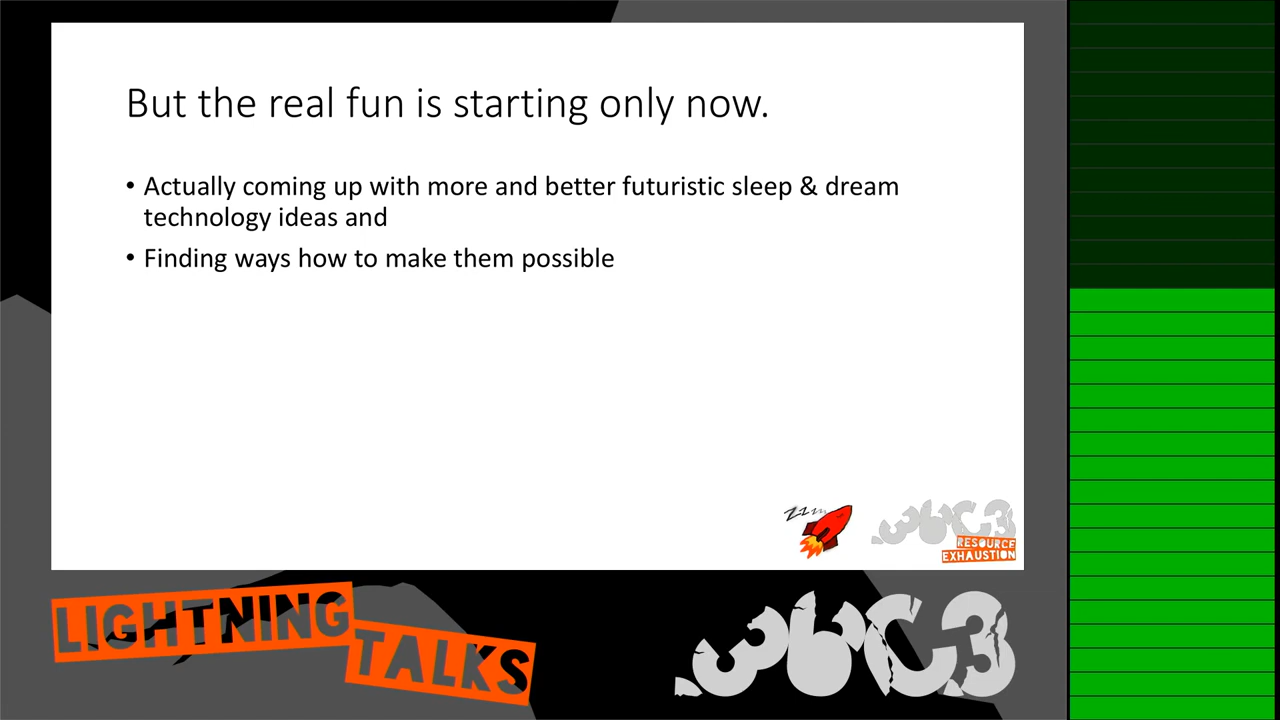 But the real fun is starting only now.
• Actually coming up with more and better futuristic sleep & dream
technology ideas and
• Finding ways how to make them possible
zzzz
36C3
RESOURCE
EXHAUSTION
LIGHTNING
TALKS
36C3